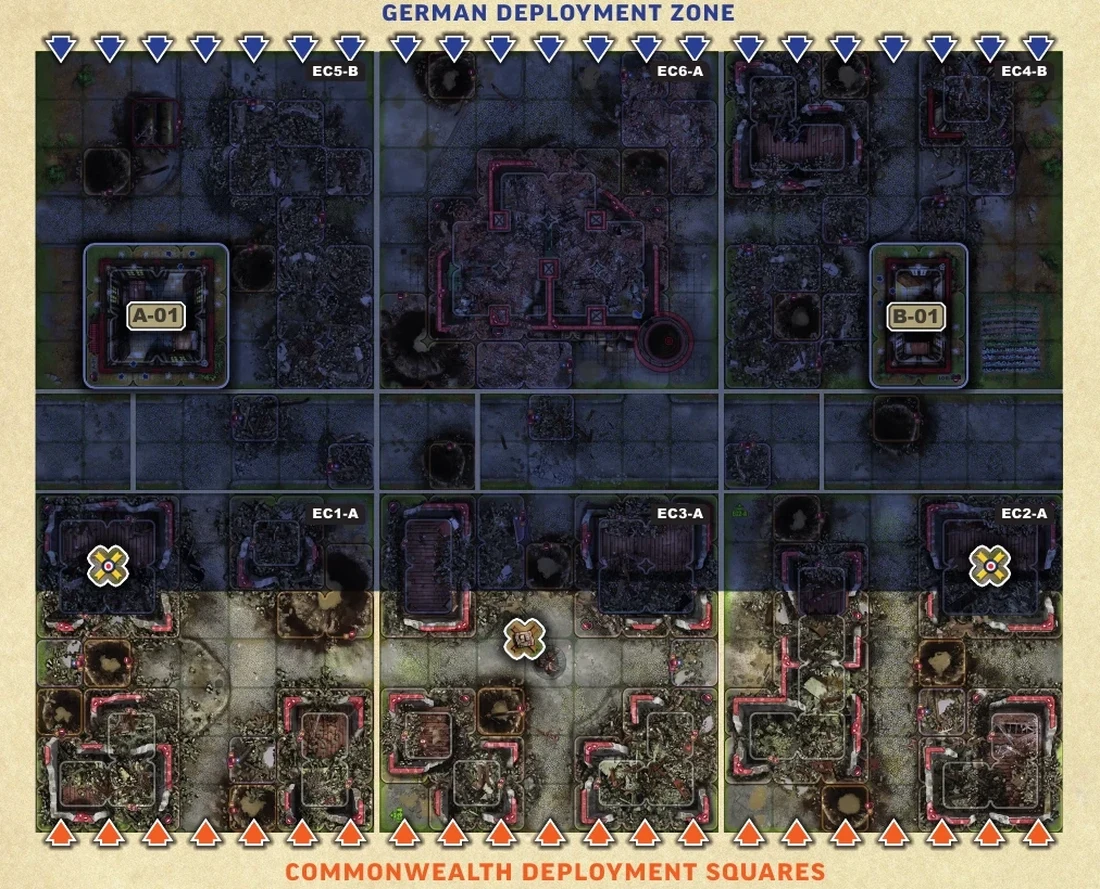 GERMAN DEPLOYMENT ZONE
EC5-B
EC6-A
EC4-B
A-01
B-01
EC1-A
EC3-A
EC2-A
COMMONWEALTH DEPLOYMENT SQUARES